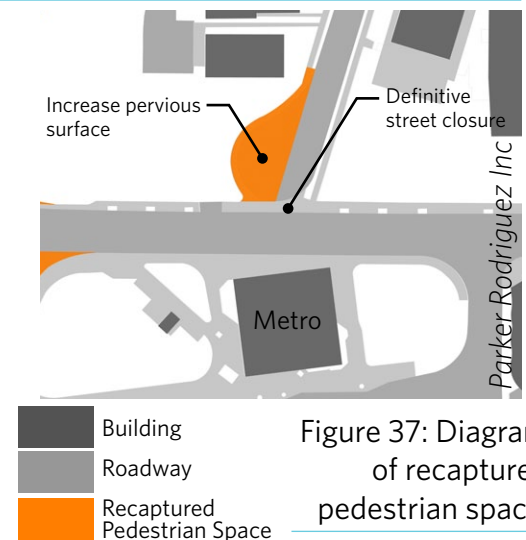 Increase pervious
surface
Definitive
street closure
Parker Rodriguez Inc
Metro
Building
Roadway
Recaptured
Pedestrian Space
Figure 37: Diagram
of recapture
pedestrian spac